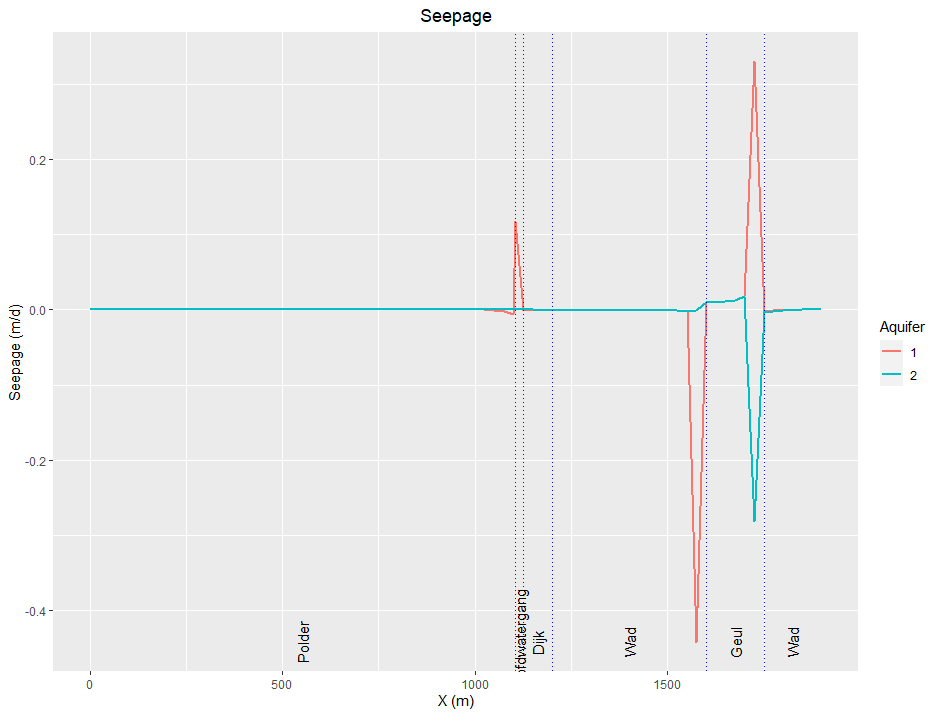 Seepage
Seepage (m/d)
0.2
0.0
-0.2
-0.4
Polder
ofdwatergang
Dijk
Wad
Geul
Wad
0
500
1000
1500
X (m)
Aquifer
1
2